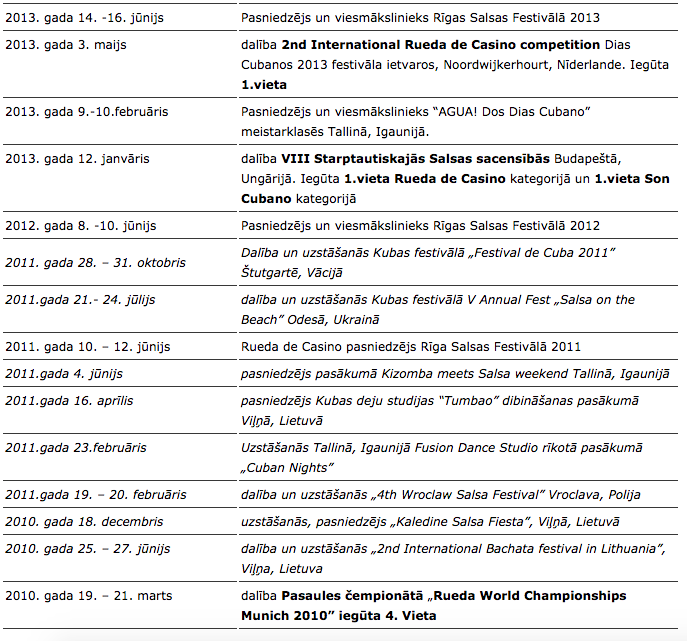 2013. gada 14. -16. jūnijs Pasniedzējs un viesmākslinieks Rīgas Salsas Festivālā 2013
2013. gada 3. maijs dalība 2nd International Rueda de Casino competition Dias
Cubanos 2013 festivāla ietvaros, Noordwijkerhourt, Nīderlande. Iegūta
1.vieta
2013. gada 9.-10.februāris Pasniedzējs un viesmākslinieks “AGUA! Dos Dias Cubano”
meistarklasēs Tallinā, Igaunijā.
2013. gada 12. janvāris dalība VIII Starptautiskajās Salsas sacensībās Budapeštā,
Ungārijā. Iegūta 1.vieta Rueda de Casino kategorijā un 1.vieta Son
Cubano kategorijā
2012. gada 8. -10. jūnijs Pasniedzējs un viesmākslinieks Rīgas Salsas Festivālā 2012
2011. gada 28. – 31. oktobris Dalība un uzstāšanās Kubas festivālā „Festival de Cuba 2011”
Štutgartē, Vācijā
2011.gada 21.- 24. jūlijs dalība un uzstāšanās Kubas festivālā V Annual Fest „Salsa on the
Beach” Odesā, Ukrainā
2011. gada 10. – 12. jūnijs Rueda de Casino pasniedzējs Rīga Salsas Festivālā 2011
2011.gada 4. jūnijs pasniedzējs pasākumā Kizomba meets Salsa weekend Tallinā, Igaunijā
2011.gada 16. aprīlis pasniedzējs Kubas deju studijas “Tumbao” dibināšanas pasākumā
Viļņā, Lietuvā
2011.gada 23.februāris Uzstāšanās Tallinā, Igaunijā Fusion Dance Studio rīkotā pasākumā
„Cuban Nights”
2011.gada 19. – 20. februāris dalība un uzstāšanās „4th Wroclaw Salsa Festival” Vroclava, Polija
2010. gada 18. decembris uzstāšanās, pasniedzējs „Kaledine Salsa Fiesta”, Viļņā, Lietuvā
2010. gada 25. – 27. jūnijs dalība un uzstāšanās „2nd International Bachata festival in Lithuania”,
Viļņa, Lietuva
2010. gada 19. – 21. marts dalība Pasaules čempionātā „Rueda World Championships
Munich 2010” iegūta 4. Vieta